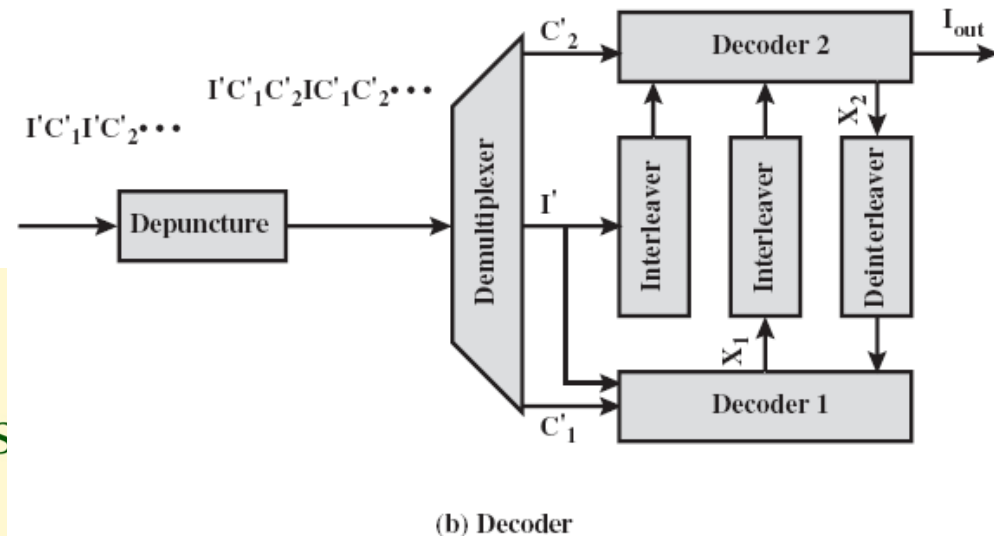 I'C'₁I'C'₂•••
I'C'₁C'₂IC'₁C'₂•••
Depuncture
Demultiplexer
C'₂
I'
C'₁
Decoder 2
I_out
Interleaver
Interleaver
Deinterleaver
X₂
X₁
Decoder 1
S
(b) Decoder